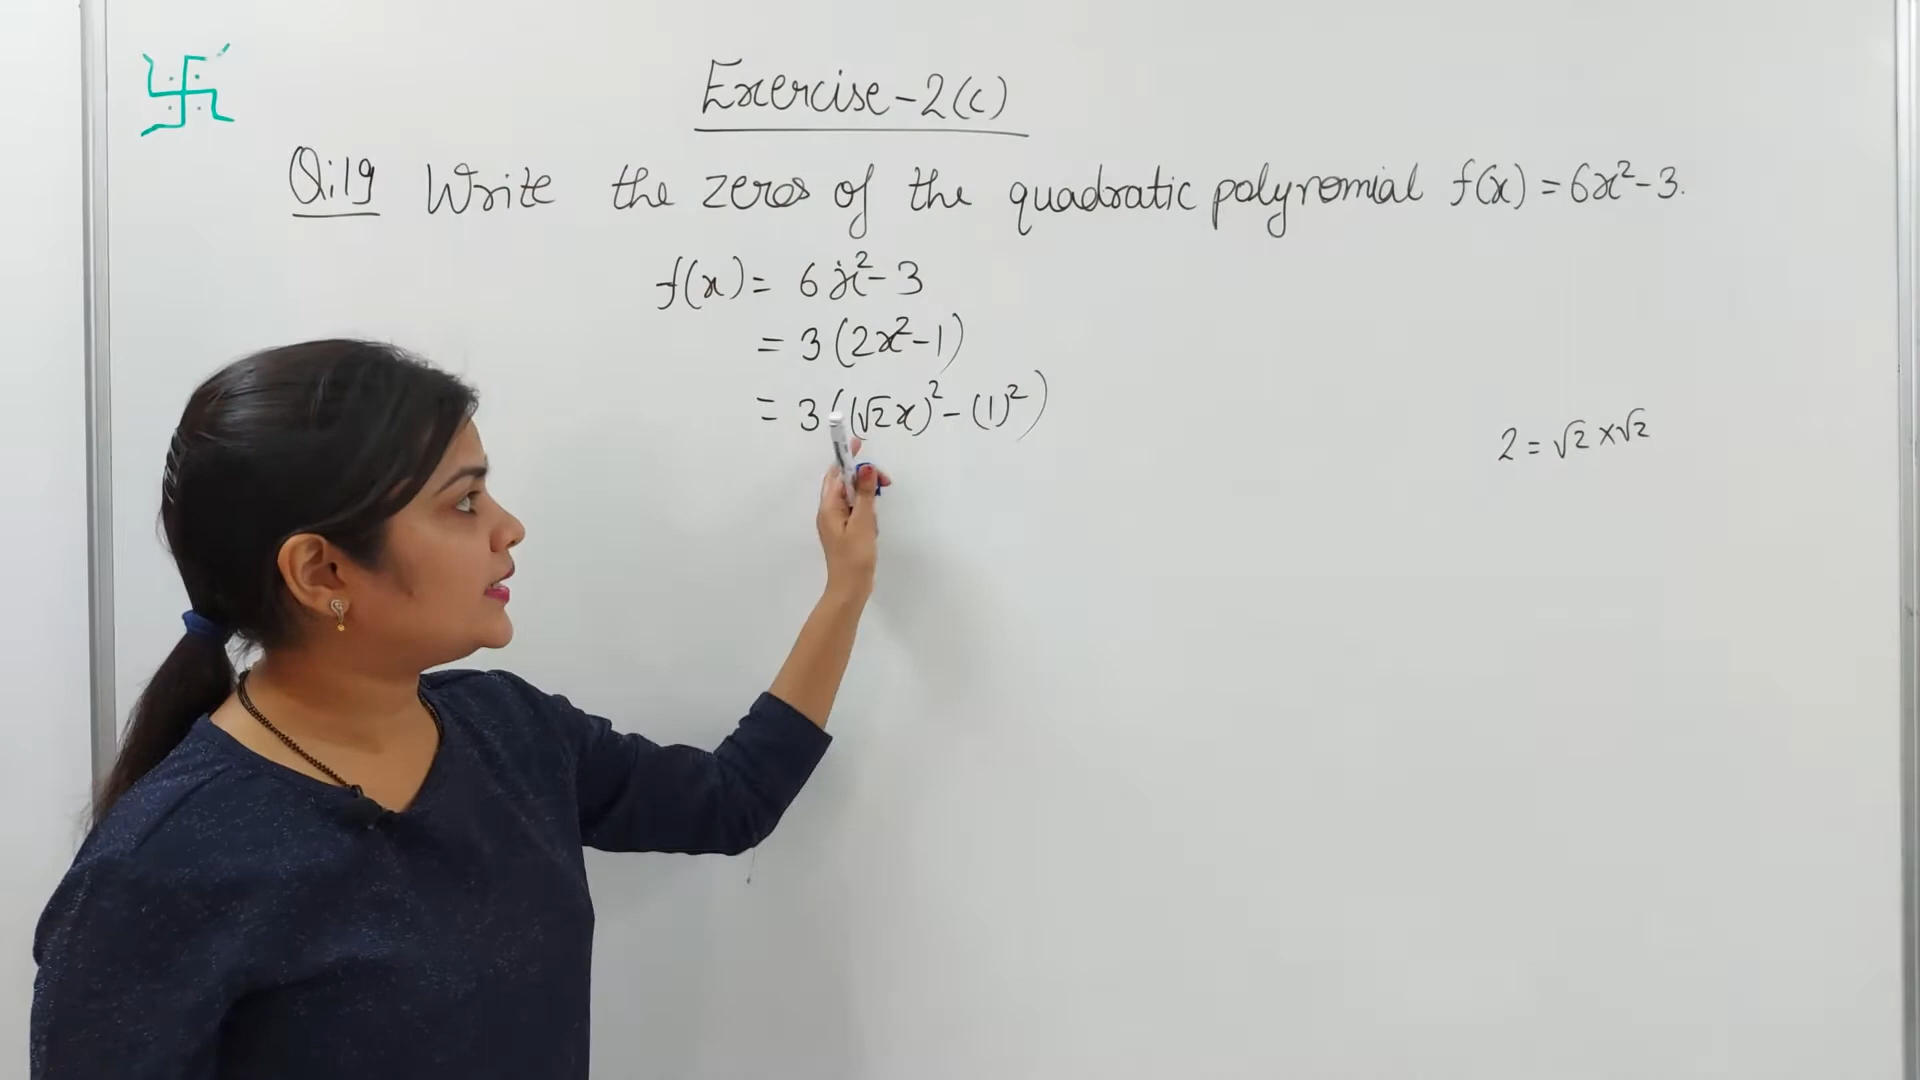 Exercise-2(c)
Q:19 Write the zeros of the quadratic polynomial f(x) = 6x²-3.
f(x) = 6x²-3
= 3(2x²-1)
= 3((√2x)²-(1)²)
2=√2×√2